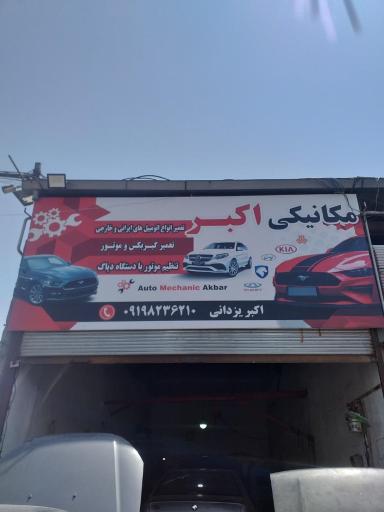 مکانیکی اکبر
تعمیر انواع اتومبیل های ایرانی و خارجی
تعمیر گیربکس و موتور
تنظیم موتور با دستگاه دیاگ
KIA
Auto Mechanic Akbar
اکبر یزدانی ۰۹۱۹۸۲۳۶۲۱۰